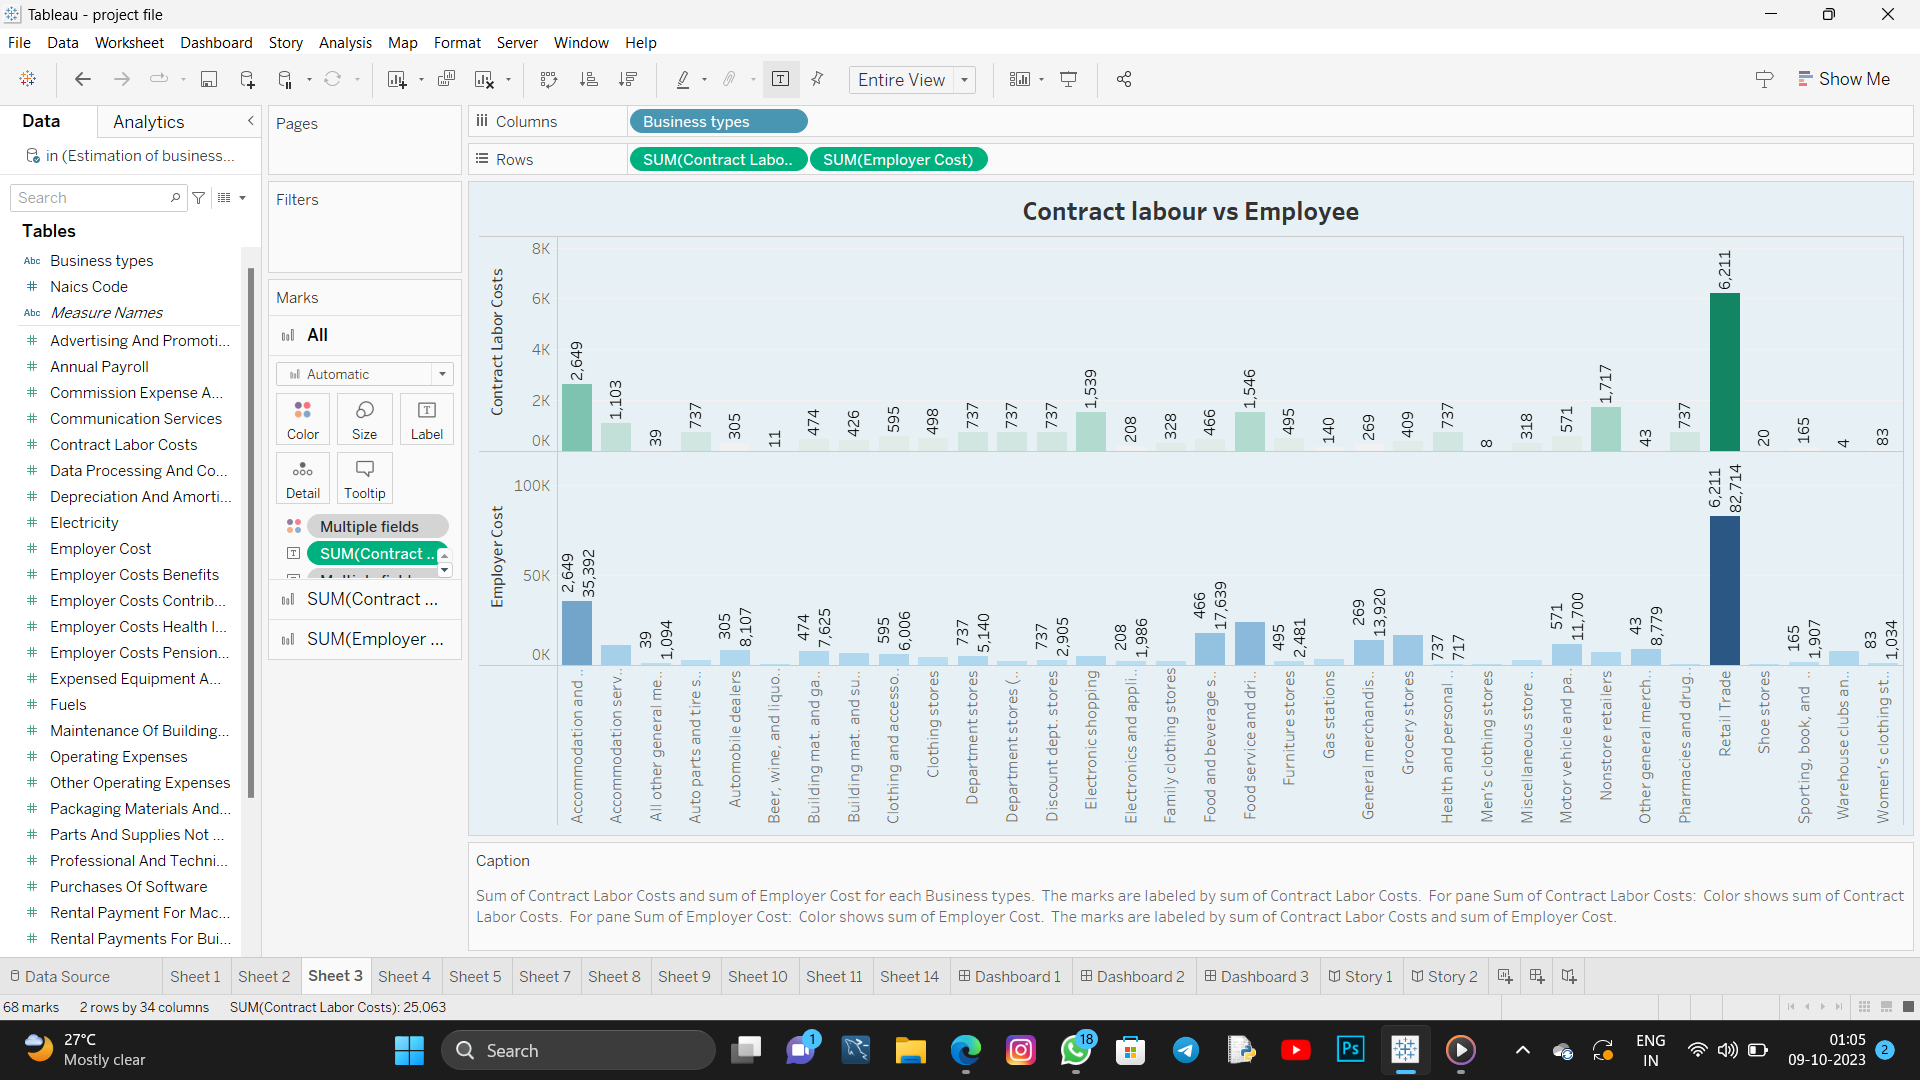 Tableau - project file
File Data Worksheet Dashboard Story Analysis Map Format Server Window Help
Entire View
Show Me
Data Analytics
in (Estimation of business...
Search
Tables
Abc Business types
# Naics Code
Abc Measure Names
# Advertising And Promoti...
# Annual Payroll
# Commission Expense A...
# Communication Services
# Contract Labor Costs
# Data Processing And Co...
# Depreciation And Amorti...
# Electricity
# Employer Cost
# Employer Costs Benefits
# Employer Costs Contrib...
# Employer Costs Health I...
# Employer Costs Pension...
# Expensed Equipment A...
# Fuels
# Maintenance Of Building...
# Operating Expenses
# Other Operating Expenses
# Packaging Materials And...
# Parts And Supplies Not ...
# Professional And Techni...
# Purchases Of Software
# Rental Payment For Mac...
# Rental Payments For Bui...
Pages
Filters
Marks
All
Automatic
Color Size Label
Detail Tooltip
Multiple fields
SUM(Contract ..
SUM(Contract ...
SUM(Employer ...
Columns Business types
Rows SUM(Contract Labo.. SUM(Employer Cost)
Contract labour vs Employee
Contract Labor Costs
8K
6K
4K
2K
0K
2,649 1,103 39 737 305 11 474 426 595 498 737 737 737 1,539 208 328 466 1,546 495 140 269 409 737 8 318 571 1,717 43 737 6,211 20 165 4 83
Employer Cost
100K
50K
0K
2,649 35,392
39 1,094
305 8,107
474 7,625
595 6,006
737 5,140
737 2,905
208 1,986
466 17,639
495 2,481
269 13,920
737 717
571 11,700
43 8,779
6,211 82,714
165 1,907
83 1,034
Accommodation and ..
Accommodation serv..
All other general me..
Auto parts and tire s..
Automobile dealers
Beer, wine, and liquo..
Building mat. and ga..
Building mat. and su..
Clothing and accesso..
Clothing stores
Department stores
Department stores (..
Discount dept. stores
Electronic shopping
Electronics and appli..
Family clothing stores
Food and beverage s..
Food service and dri..
Furniture stores
Gas stations
General merchandis..
Grocery stores
Health and personal ..
Men's clothing stores
Miscellaneous store ..
Motor vehicle and pa..
Nonstore retailers
Other general merch..
Pharmacies and drug..
Retail Trade
Shoe stores
Sporting, book, and ..
Warehouse clubs an..
Women's clothing st..
Caption
Sum of Contract Labor Costs and sum of Employer Cost for each Business types. The marks are labeled by sum of Contract Labor Costs. For pane Sum of Contract Labor Costs: Color shows sum of Contract
Labor Costs. For pane Sum of Employer Cost: Color shows sum of Employer Cost. The marks are labeled by sum of Contract Labor Costs and sum of Employer Cost.
Data Source Sheet 1 Sheet 2 Sheet 3 Sheet 4 Sheet 5 Sheet 7 Sheet 8 Sheet 9 Sheet 10 Sheet 11 Sheet 14 Dashboard 1 Dashboard 2 Dashboard 3 Story 1 Story 2
68 marks 2 rows by 34 columns SUM(Contract Labor Costs): 25,063
27°C
Mostly clear
Search
1
18
Ps
ENG
IN
01:05
09-10-2023
2